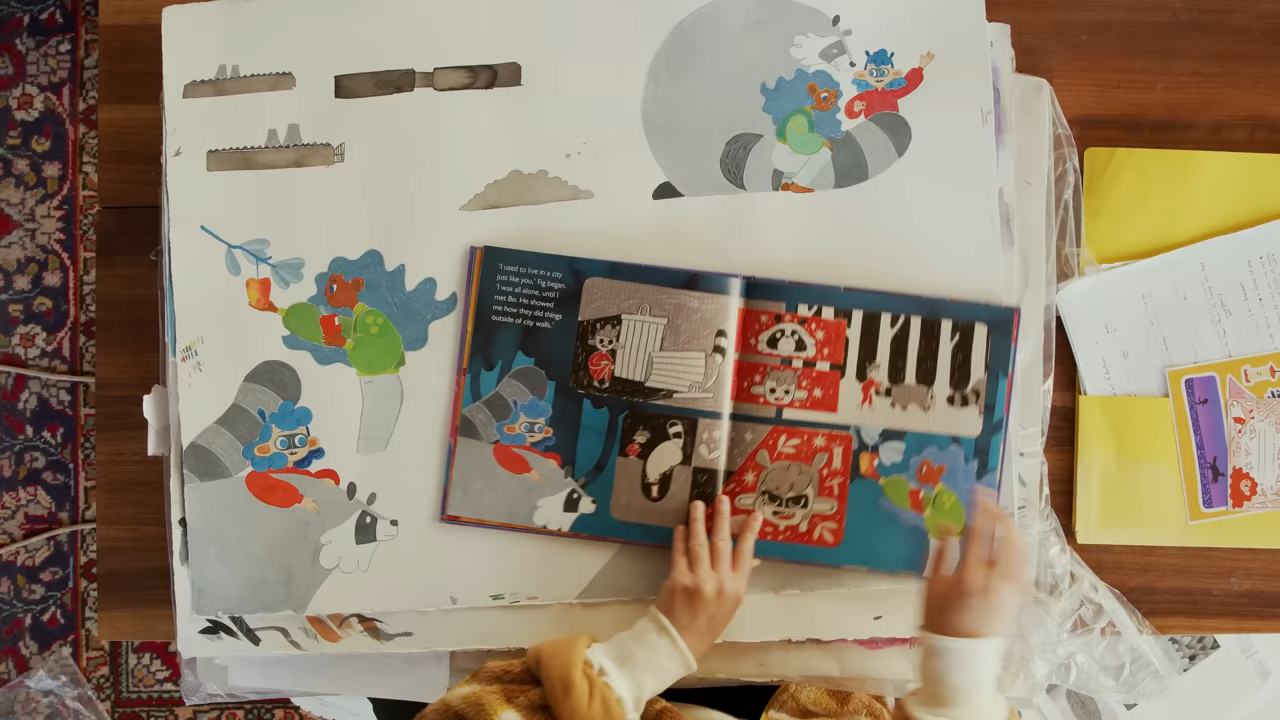 'I used to live in a city
just like you,' Fig began.
'I was all alone, until I
met Bo. He showed
me how they did things
outside of city walls.'